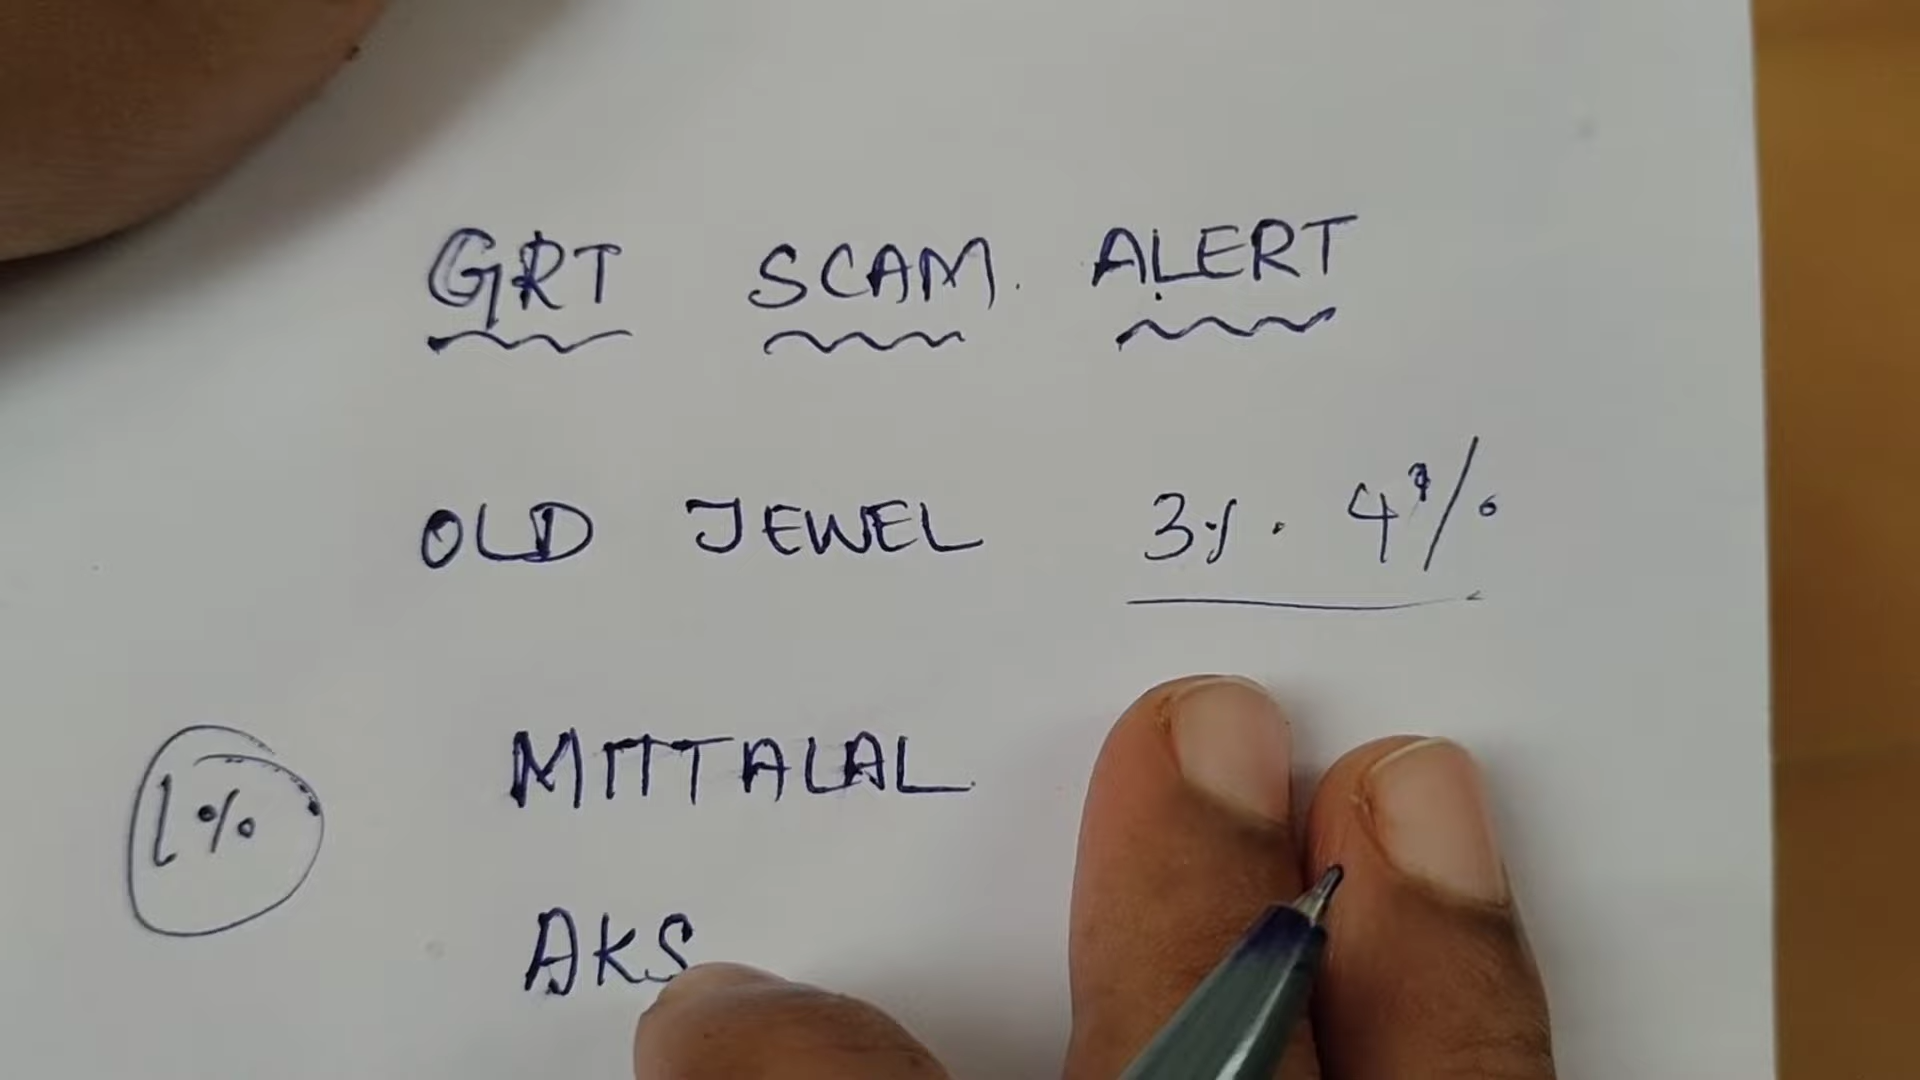 GRT SCAM. ALERT
OLD JEWEL 3%. 4%
MITTALAL
1%
AKS